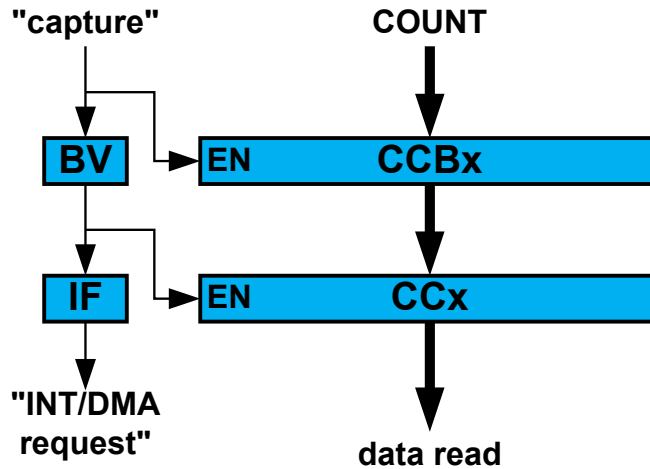 "capture"
COUNT
BV
EN
CCBx
IF
EN
CCx
"INT/DMA
request"
data read